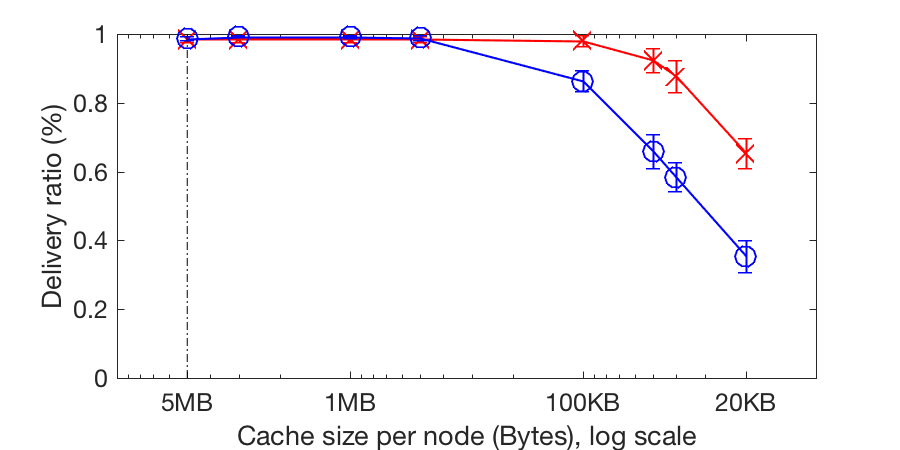 1
0.8
0.6
0.4
0.2
0
Delivery ratio (%)
5MB 1MB 100KB 20KB
Cache size per node (Bytes), log scale